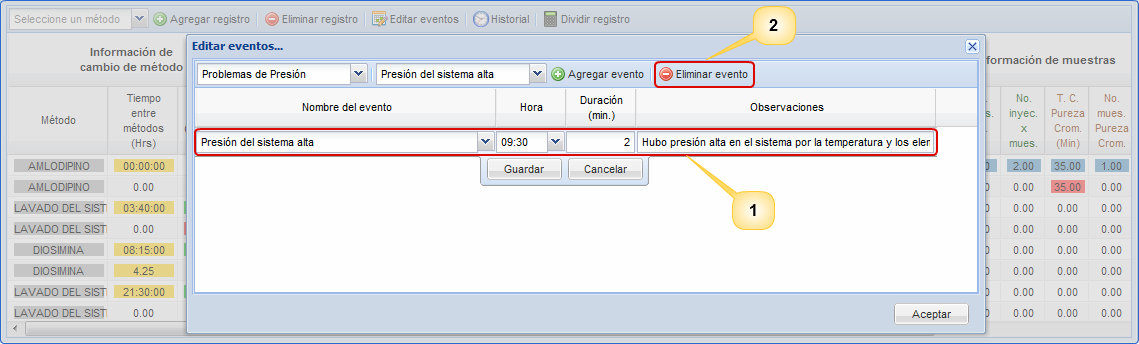 Seleccione un método Agregar registro Eliminar registro Editar eventos Historial Dividir registro
2
Información de
cambio de método
Editar eventos...
formación de muestras
Problemas de Presión Presión del sistema alta Agregar evento Eliminar evento
Método
Tiempo
entre
métodos
(Hrs)
No.
inyec.
x
mues.
T. C.
Pureza
Crom.
(Min)
No.
mues.
Pureza
Crom.
Nombre del evento Hora Duración
(min.)
Observaciones
Presión del sistema alta 09:30 2 Hubo presión alta en el sistema por la temperatura y los eler
Guardar Cancelar
1
AMLODIPINO 00:00:00 2.00 35.00 1.00
AMLODIPINO 0.00 0.00 35.00 0.00
LAVADO DEL SIST 03:40:00 0.00 0.00 0.00
LAVADO DEL SIST 0.00 0.00 0.00 0.00
DIOSIMINA 08:15:00 0.00 0.00 0.00
DIOSIMINA 4.25 0.00 0.00 0.00
LAVADO DEL SIST 21:30:00 0.00 0.00 0.00
LAVADO DEL SIST 0.00 0.00 0.00 0.00
Aceptar